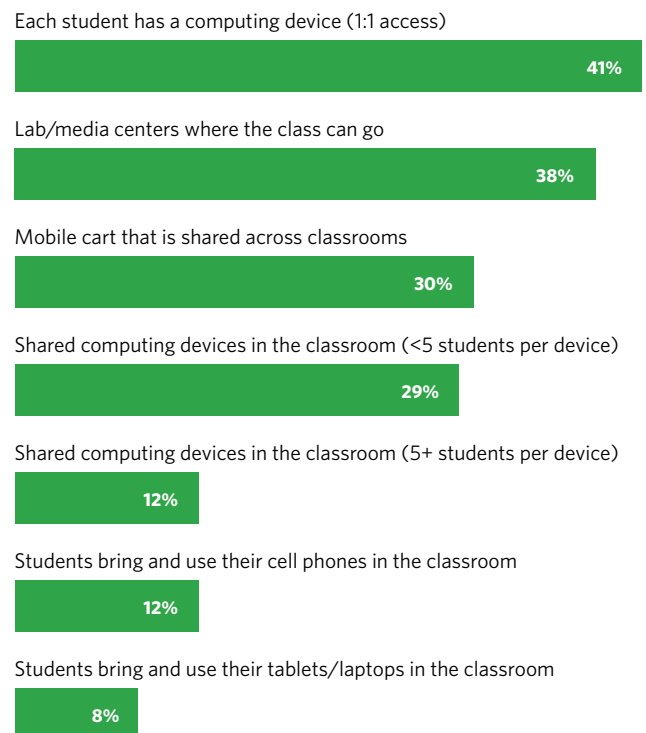 Each student has a computing device (1:1 access)
41%
Lab/media centers where the class can go
38%
Mobile cart that is shared across classrooms
30%
Shared computing devices in the classroom (<5 students per device)
29%
Shared computing devices in the classroom (5+ students per device)
12%
Students bring and use their cell phones in the classroom
12%
Students bring and use their tablets/laptops in the classroom
8%